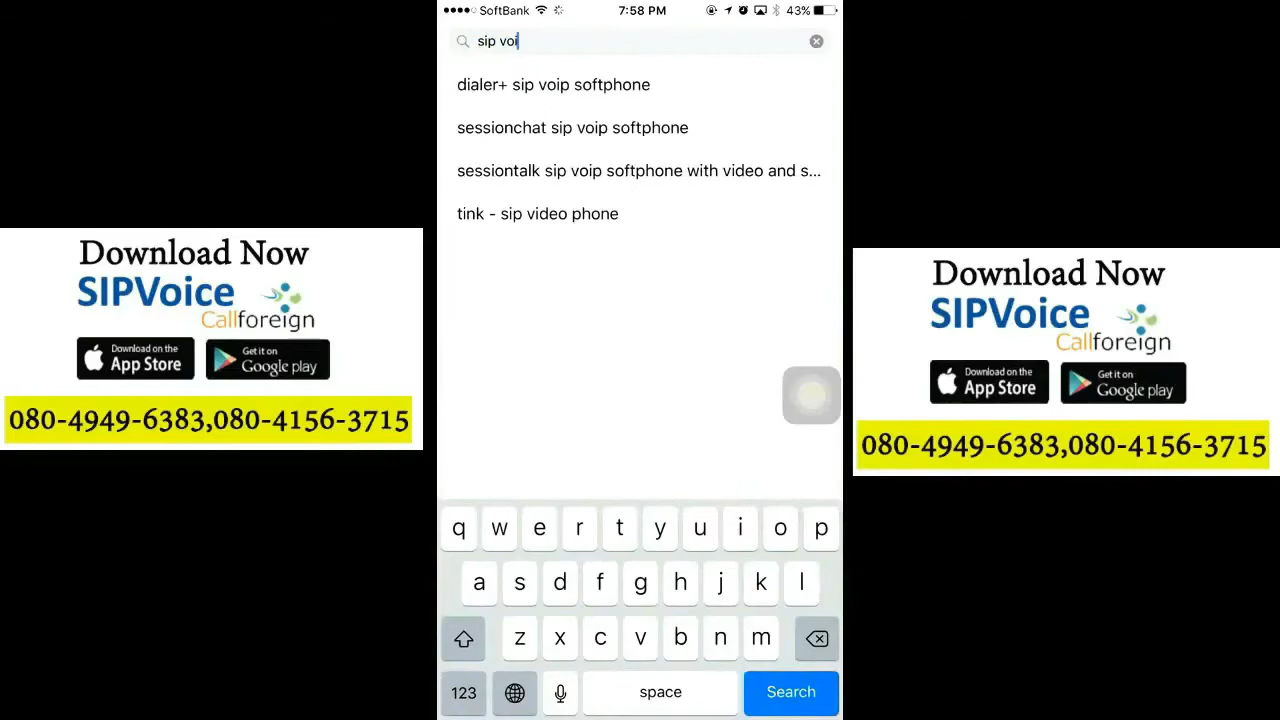 SoftBank 7:58 PM 43%
sip voi
dialer+ sip voip softphone
sessionchat sip voip softphone
sessiontalk sip voip softphone with video and s...
tink - sip video phone
q w e r t y u i o p
a s d f g h j k l
z x c v b n m
123 space Search
Download Now
SIPVoice
Callforeign
Download on the
App Store
Get it on
Google play
080-4949-6383,080-4156-3715
Download Now
SIPVoice
Callforeign
Download on the
App Store
Get it on
Google play
080-4949-6383,080-4156-3715